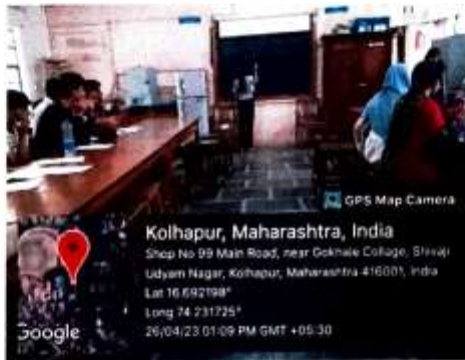 GPS Map Camera
Kolhapur, Maharashtra, India
Shop No 99 Main Road, near Gokhale Collage, Shivaji
Udyam Nagar, Kolhapur, Maharashtra 416001, India
Lat 16.692198°
Long 74.231725°
26/04/23 01:09 PM GMT +05:30
Google